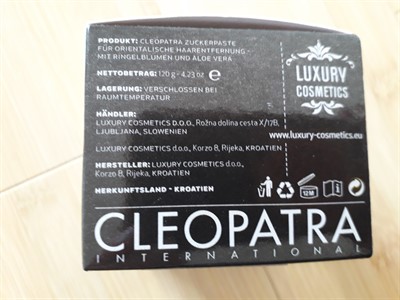 PRODUKT: CLEOPATRA ZUCKERPASTE
FÜR ORIENTALISCHE HAARENTFERNUNG -
MIT RINGELBLUMEN UND ALOE VERA
NETTOBETRAG: 120 g - 4.23 oz ℮
LAGERUNG: VERSCHLOSSEN BEI
RAUMTEMPERATUR
HÄNDLER:
LUXURY COSMETICS D.O.O., Rožna dolina cesta X/17B,
LJUBLJANA, SLOWENIEN
LUXURY COSMETICS d.o.o., Korzo 8, Rijeka, KROATIEN
HERSTELLER: LUXURY COSMETICS d.o.o.,
Korzo 8, Rijeka, KROATIEN
HERKUNFTSLAND - KROATIEN
LUXURY
COSMETICS
www.luxury-cosmetics.eu
12M
CLEOPATRA
INTERNATIONAL